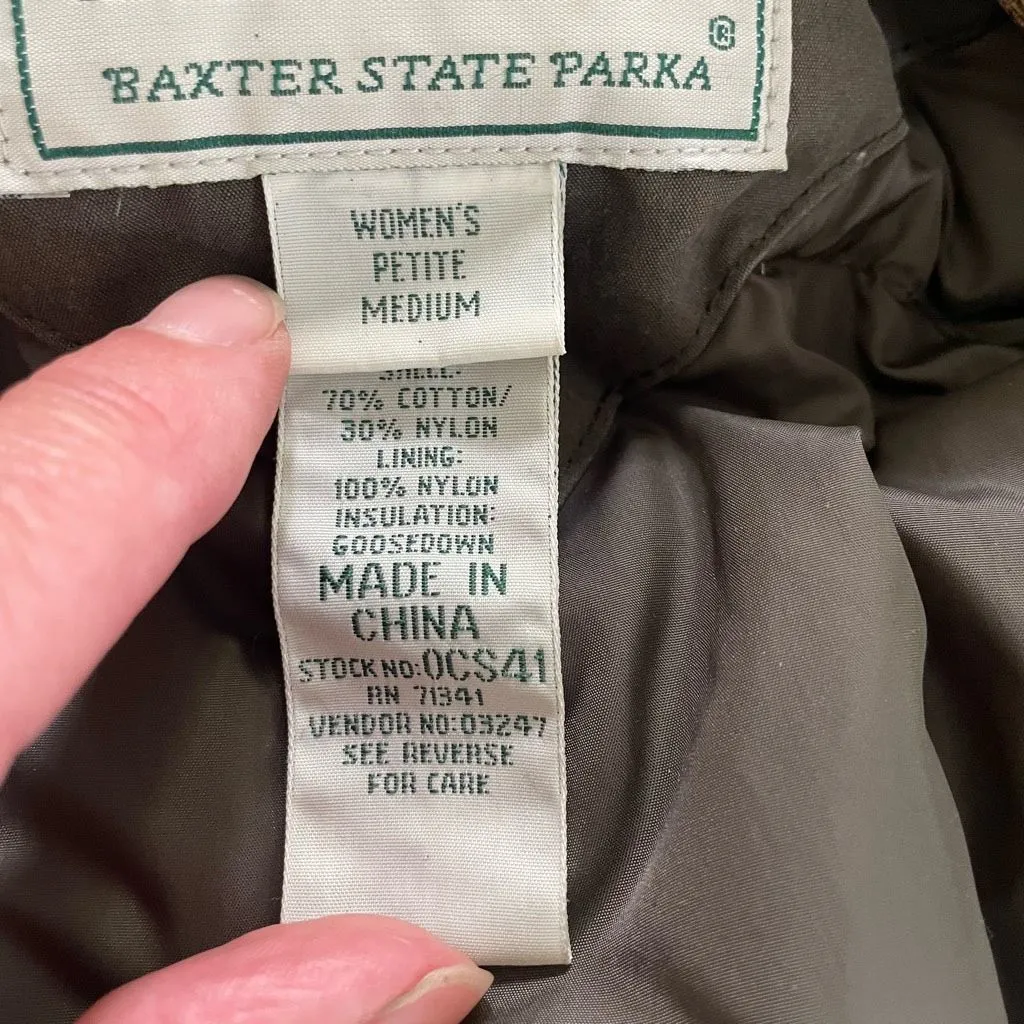 BAXTER STATE PARKA®
WOMEN'S
PETITE
MEDIUM
SHELL:
70% COTTON/
30% NYLON
LINING:
100% NYLON
INSULATION:
GOOSEDOWN
MADE IN
CHINA
STOCK NO:0CS41
RN 71341
VENDOR NO:03247
SEE REVERSE
FOR CARE